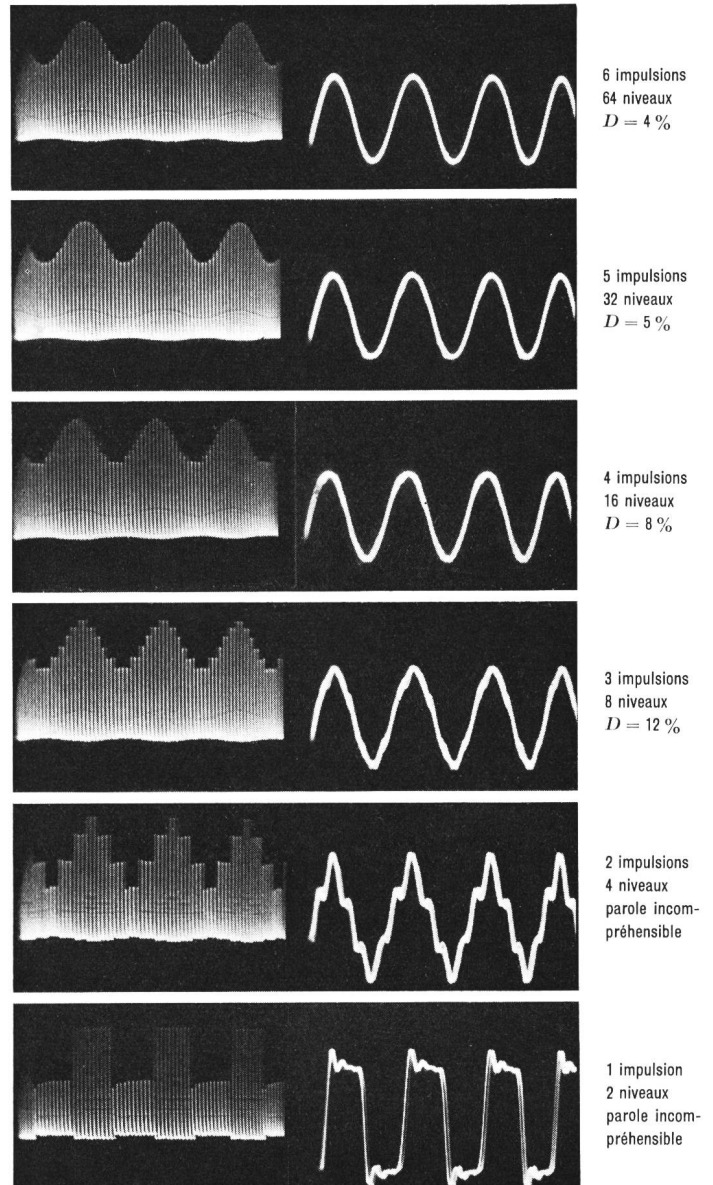 6 impulsions
64 niveaux
D = 4 %
5 impulsions
32 niveaux
D = 5 %
4 impulsions
16 niveaux
D = 8 %
3 impulsions
8 niveaux
D = 12 %
2 impulsions
4 niveaux
parole incom-
préhensible
1 impulsion
2 niveaux
parole incom-
préhensible